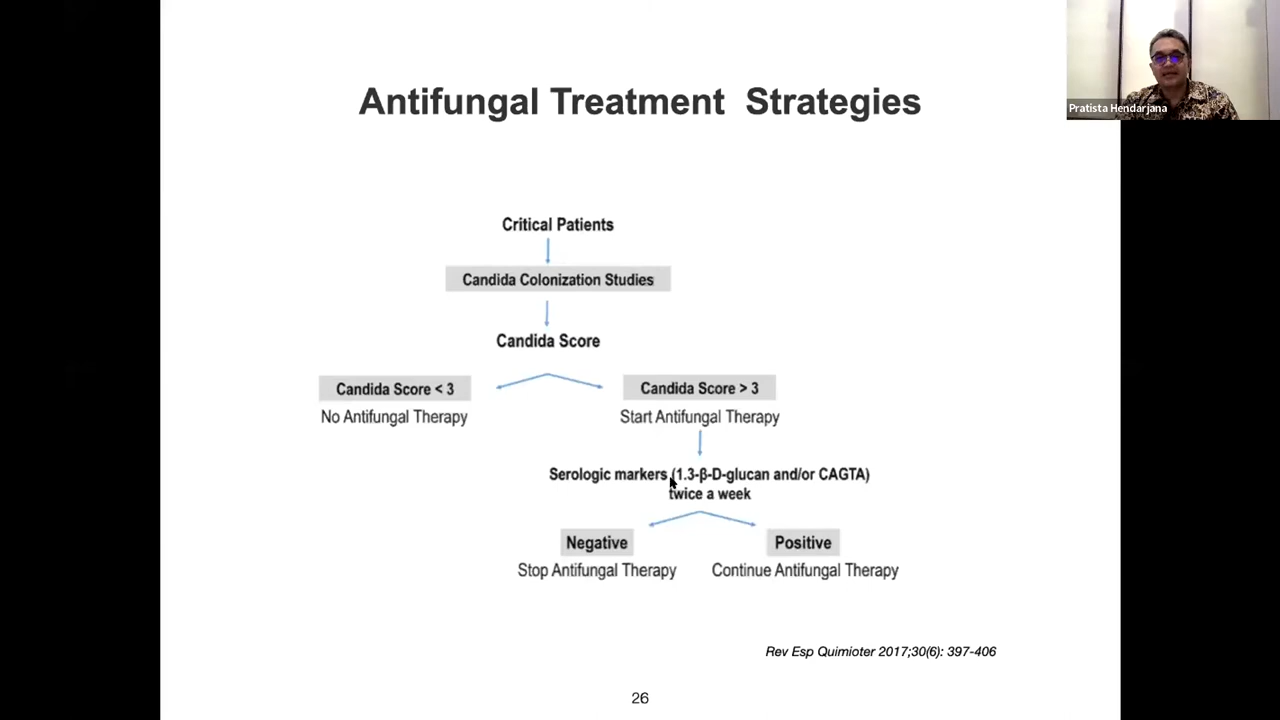 Pratista Hendarjana
Antifungal Treatment Strategies
Critical Patients
Candida Colonization Studies
Candida Score
Candida Score < 3
Candida Score > 3
No Antifungal Therapy
Start Antifungal Therapy
Serologic markers (1.3-β-D-glucan and/or CAGTA)
twice a week
Negative
Positive
Stop Antifungal Therapy
Continue Antifungal Therapy
Rev Esp Quimioter 2017;30(6): 397-406
26